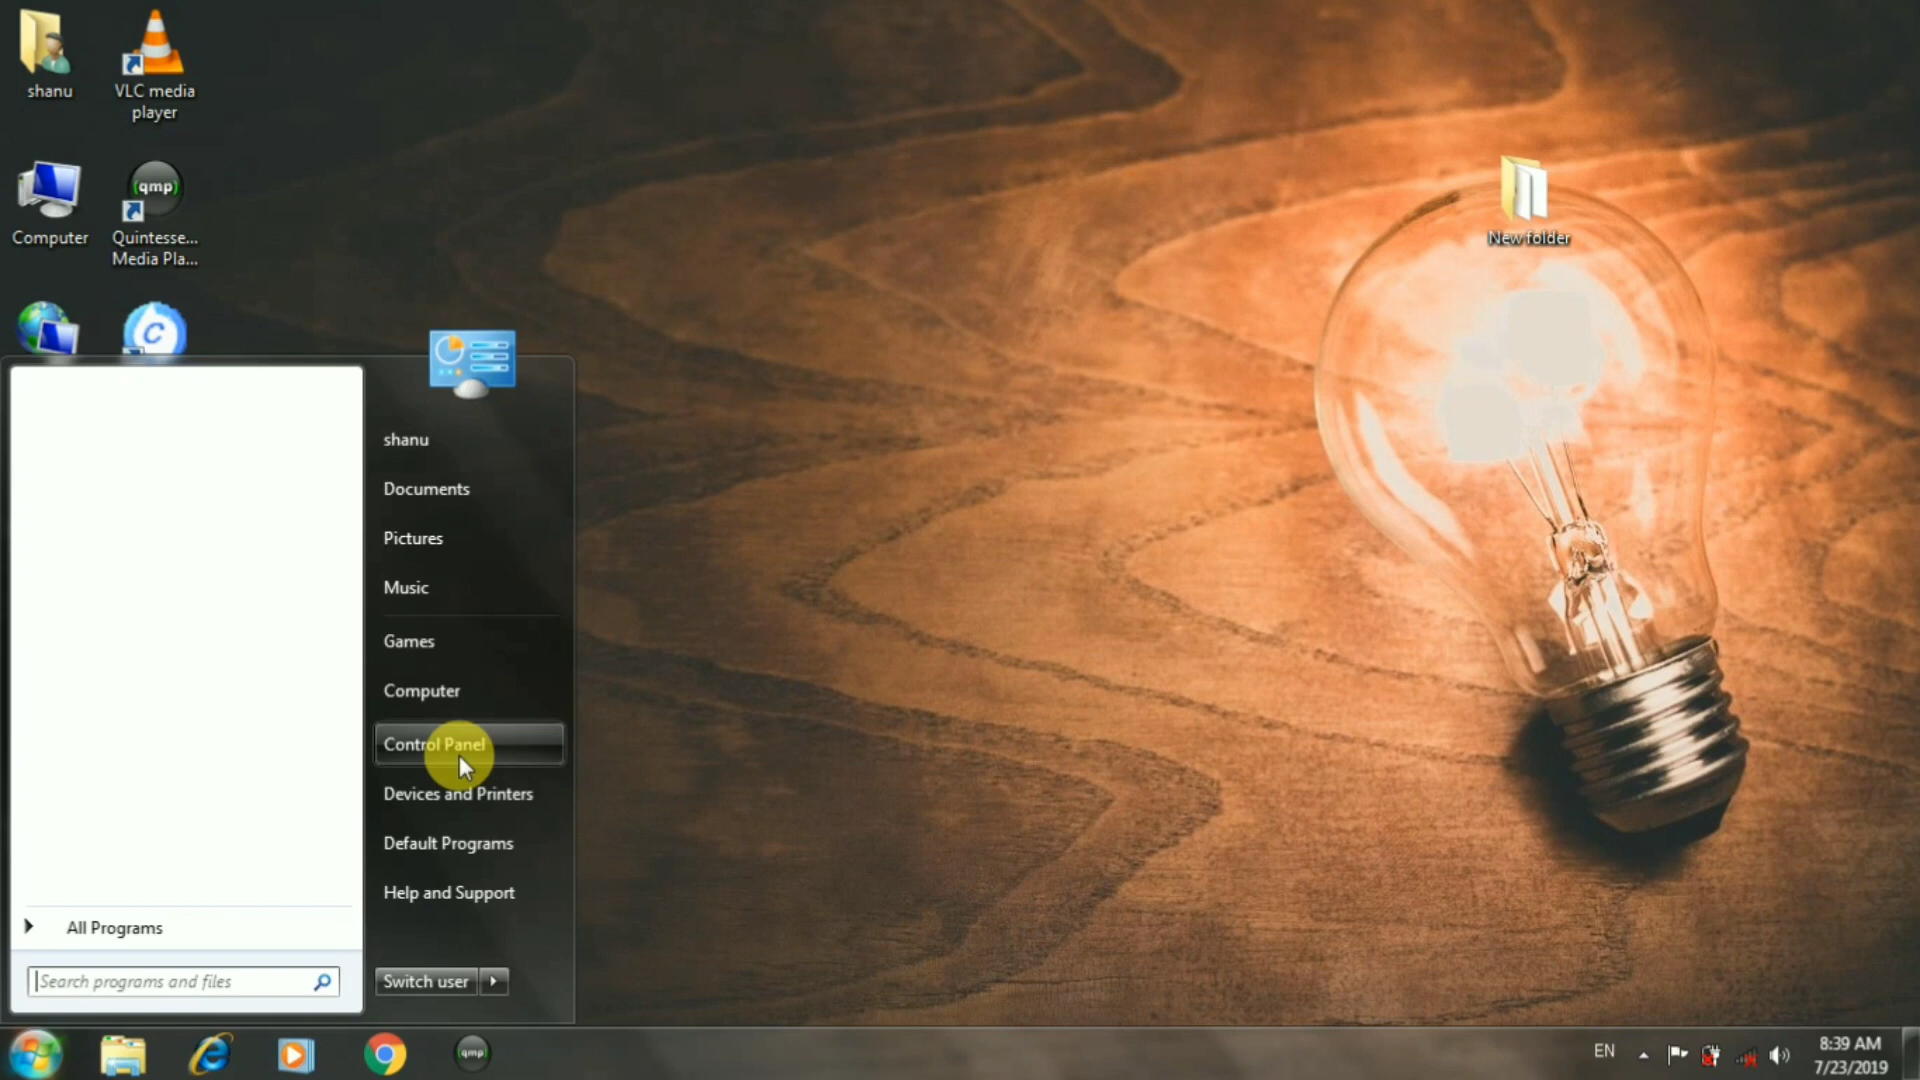 shanu
VLC media
player
Computer
(qmp)
Quintesse...
Media Pla...
C
New folder
shanu
Documents
Pictures
Music
Games
Computer
Control Panel
Devices and Printers
Default Programs
Help and Support
All Programs
Search programs and files
Switch user
(qmp)
EN
8:39 AM
7/23/2019